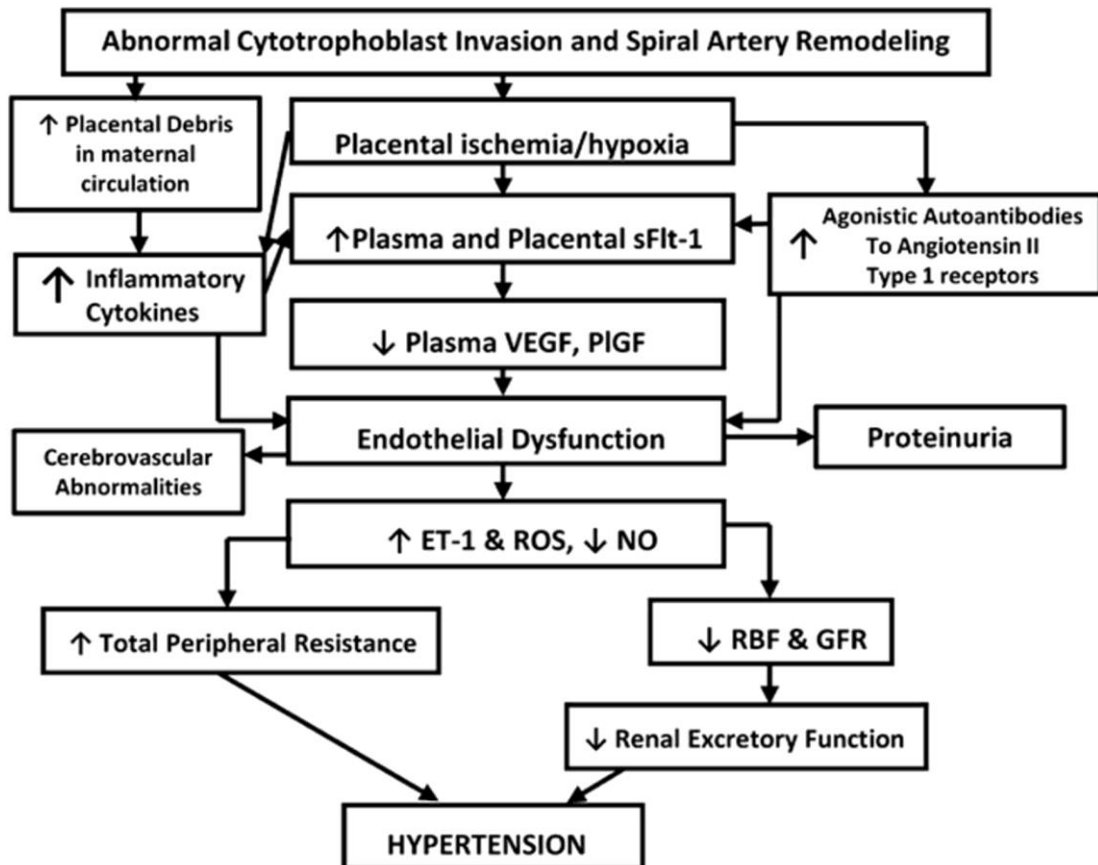 Abnormal Cytotrophoblast Invasion and Spiral Artery Remodeling
↑ Placental Debris
in maternal
circulation
Placental ischemia/hypoxia
↑ Agonistic Autoantibodies
To Angiotensin II
Type 1 receptors
↑Plasma and Placental sFlt-1
↑ Inflammatory
Cytokines
↓ Plasma VEGF, PlGF
Endothelial Dysfunction
Proteinuria
Cerebrovascular
Abnormalities
↑ ET-1 & ROS, ↓ NO
↑ Total Peripheral Resistance
↓ RBF & GFR
↓ Renal Excretory Function
HYPERTENSION